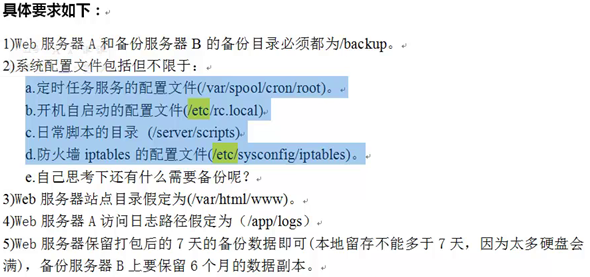 具体要求如下：
1)Web 服务器 A 和备份服务器 B 的备份目录必须都为/backup。
2)系统配置文件包括但不限于：
a.定时任务服务的配置文件(/var/spool/cron/root)。
b.开机自启动的配置文件(/etc/rc.local)
c.日常脚本的目录 (/server/scripts)
d.防火墙 iptables 的配置文件(/etc/sysconfig/iptables)。
e.自己思考下还有什么需要备份呢？
3)Web 服务器站点目录假定为(/var/html/www)。
4)Web 服务器 A 访问日志路径假定为（/app/logs）
5)Web 服务器保留打包后的 7 天的备份数据即可(本地留存不能多于 7 天，因为太多硬盘会
满)，备份服务器 B 上要保留 6 个月的数据副本。